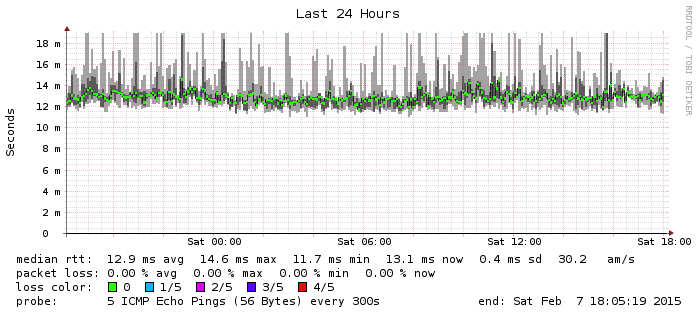 Last 24 Hours
RRDTOOL / TOBI OETIKER
Seconds
18 m
16 m
14 m
12 m
10 m
8 m
6 m
4 m
2 m
0
Sat 00:00 Sat 06:00 Sat 12:00 Sat 18:00
median rtt: 12.9 ms avg 14.6 ms max 11.7 ms min 13.1 ms now 0.4 ms sd 30.2 am/s
packet loss: 0.00 % avg 0.00 % max 0.00 % min 0.00 % now
loss color: 0 1/5 2/5 3/5 4/5
probe: 5 ICMP Echo Pings (56 Bytes) every 300s end: Sat Feb 7 18:05:19 2015